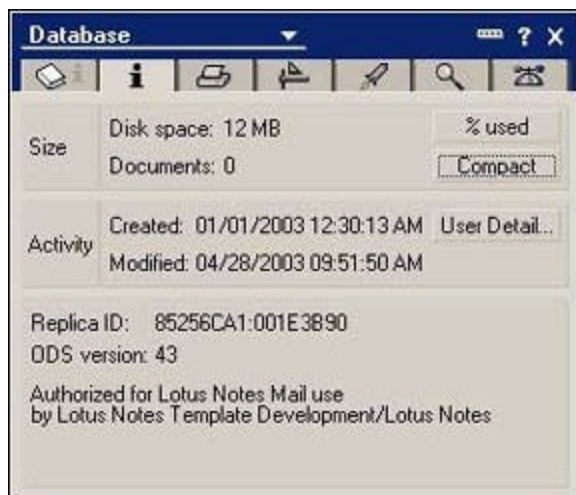 Database
? X
i
Size
Disk space: 12 MB
% used
Documents: 0
Compact
Activity
Created: 01/01/2003 12:30:13 AM
User Detail...
Modified: 04/28/2003 09:51:50 AM
Replica ID: 85256CA1:001E3B90
ODS version: 43
Authorized for Lotus Notes Mail use
by Lotus Notes Template Development/Lotus Notes